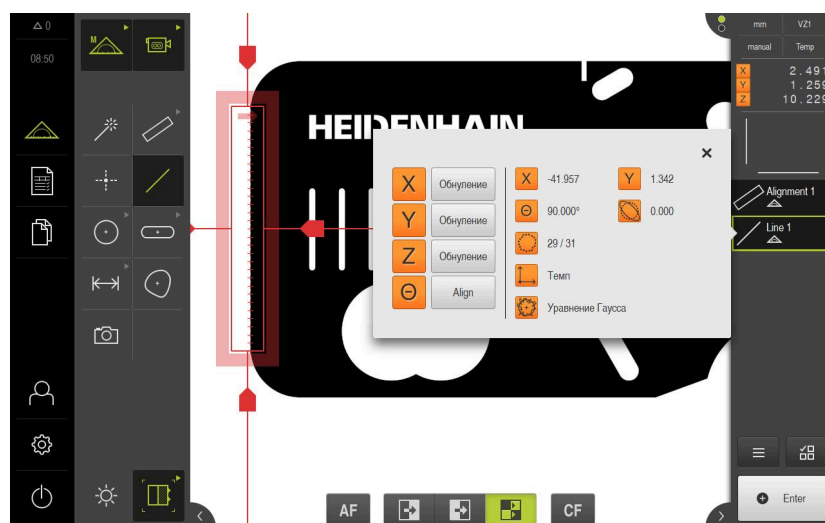 0
08:50
M
HEIDENHAIN
X Обнуление
Y Обнуление
Z Обнуление
Θ Align
X -41.957 Y 1.342
Θ 90.000° 0.000
29 / 31
Темп
Уравнение Гаусса
mm VZ1
manual Temp
X 2.491
Y 1.259
Z 10.229
Alignment 1
Line 1
Enter
AF
CF